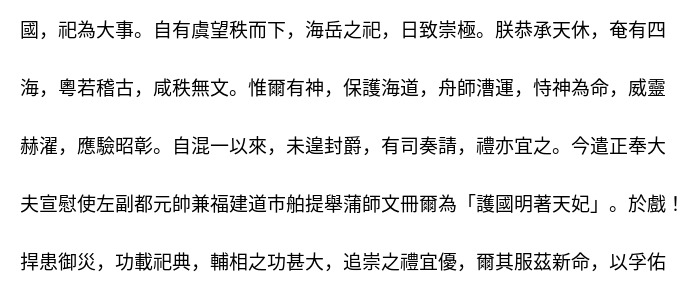 國，祀為大事。自有虞望秩而下，海岳之祀，日致崇極。朕恭承天休，奄有四
海，粵若稽古，咸秩無文。惟爾有神，保護海道，舟師漕運，恃神為命，威靈
赫濯，應驗昭彰。自混一以來，未遑封爵，有司奏請，禮亦宜之。今遣正奉大
夫宣慰使左副都元帥兼福建道市舶提舉蒲師文冊爾為「護國明著天妃」。於戲！
捍患御災，功載祀典，輔相之功甚大，追崇之禮宜優，爾其服茲新命，以孚佑